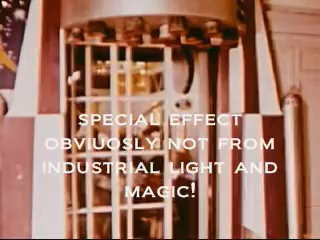 SPECIAL EFFECT
OBVIUOSLY NOT FROM
INDUSTRIAL LIGHT AND
MAGIC!